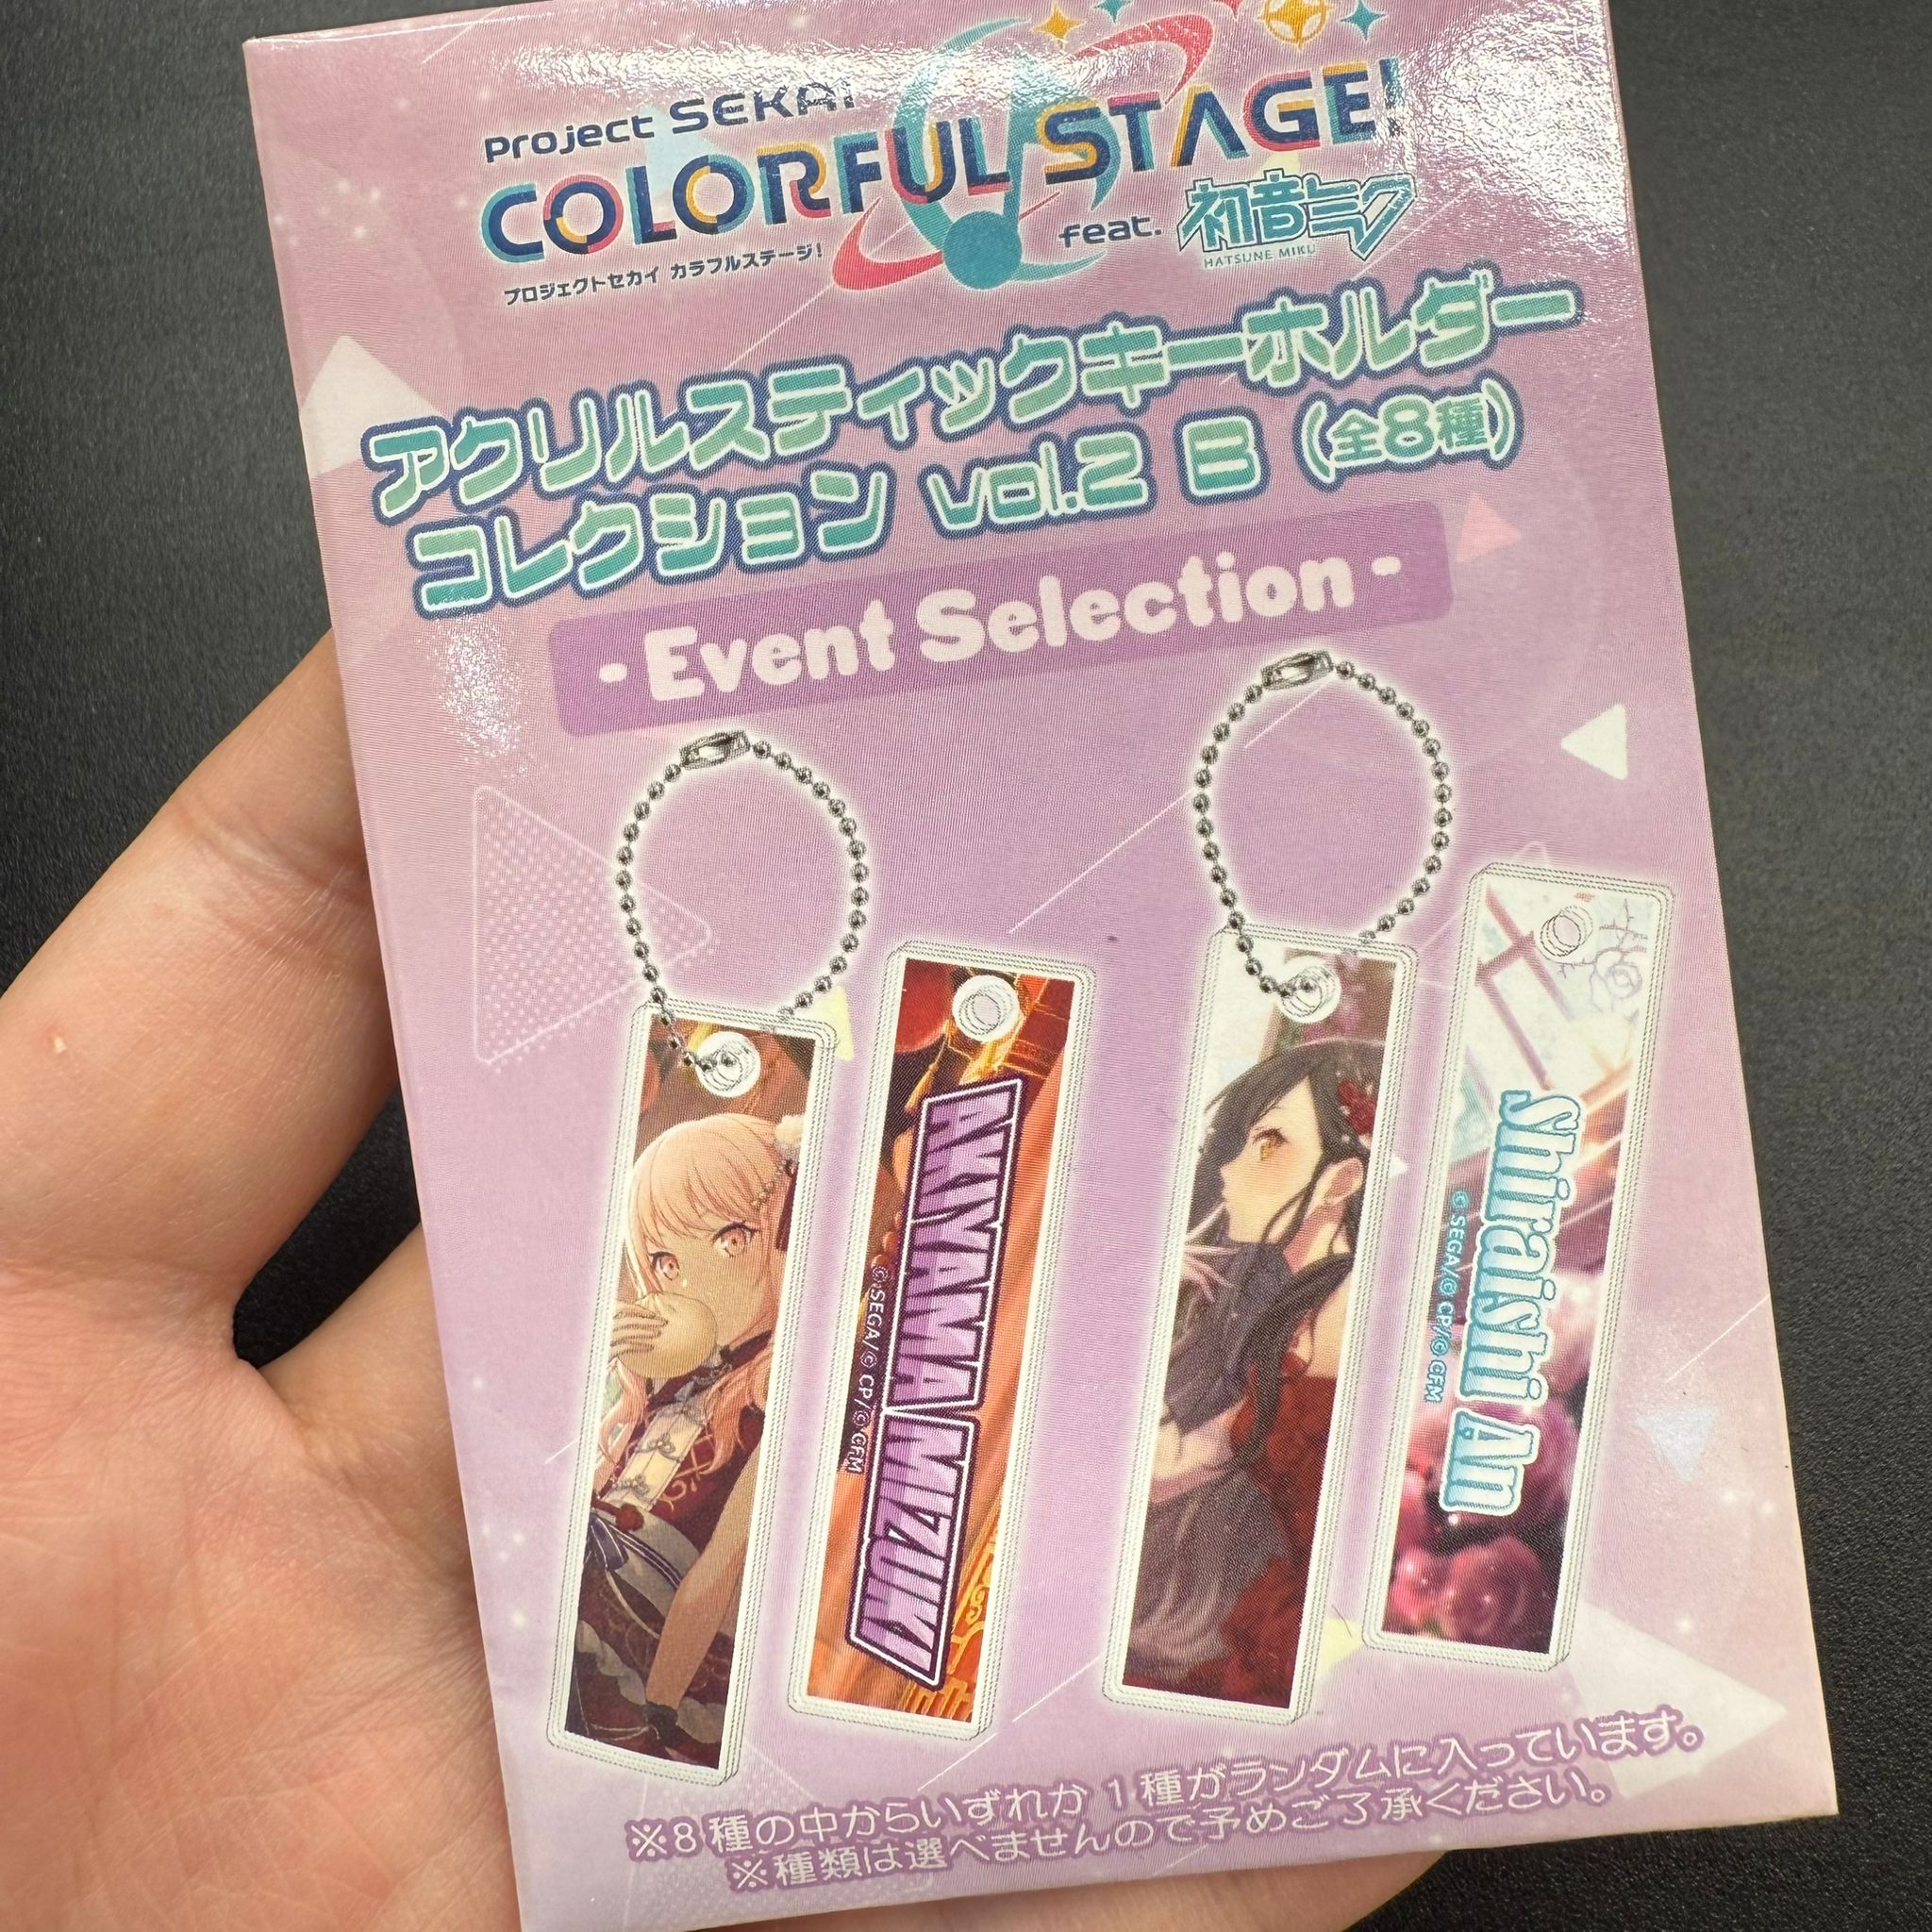 Project SEKAI
COLORFUL STAGE!
feat. 初音ミク
HATSUNE MIKU
プロジェクトセカイ カラフルステージ!
アクリルスティックキーホルダー
コレクション vol.2 B (全8種)
- Event Selection -
AKIYAMA MIZUKI
©SEGA/© CP/© CFM
Shiraishi An
© SEGA/© CP/© CFM
※8種の中からいずれか1種がランダムに入っています。
※種類は選べませんので予めご了承ください。